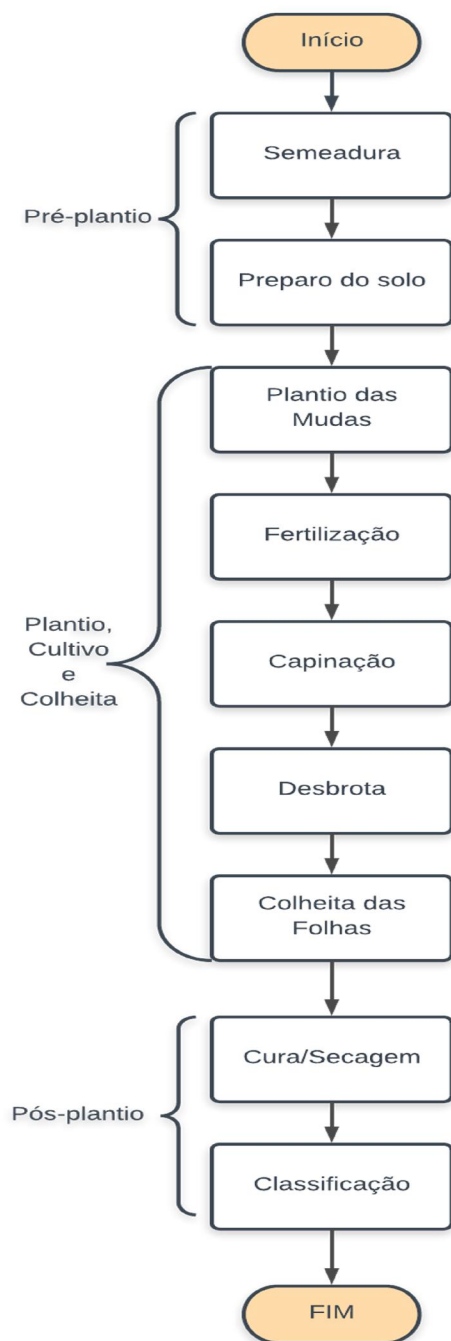 Início
Semeadura
Pré-plantio
Preparo do solo
Plantio das
Mudas
Fertilização
Plantio,
Cultivo
e
Colheita
Capinação
Desbrota
Colheita das
Folhas
Cura/Secagem
Pós-plantio
Classificação
FIM